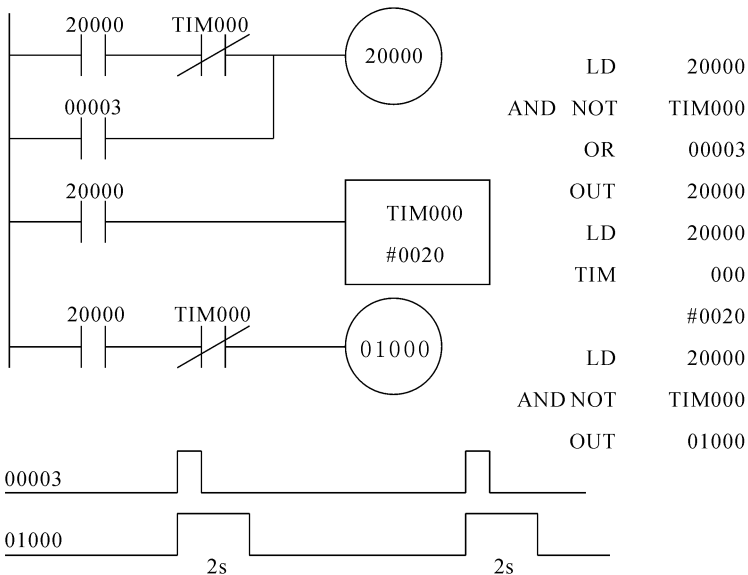 20000 TIM000
20000
00003
20000
TIM000
#0020
20000 TIM000
01000
LD 20000
AND NOT TIM000
OR 00003
OUT 20000
LD 20000
TIM 000
#0020
LD 20000
AND NOT TIM000
OUT 01000
00003
01000
2s 2s